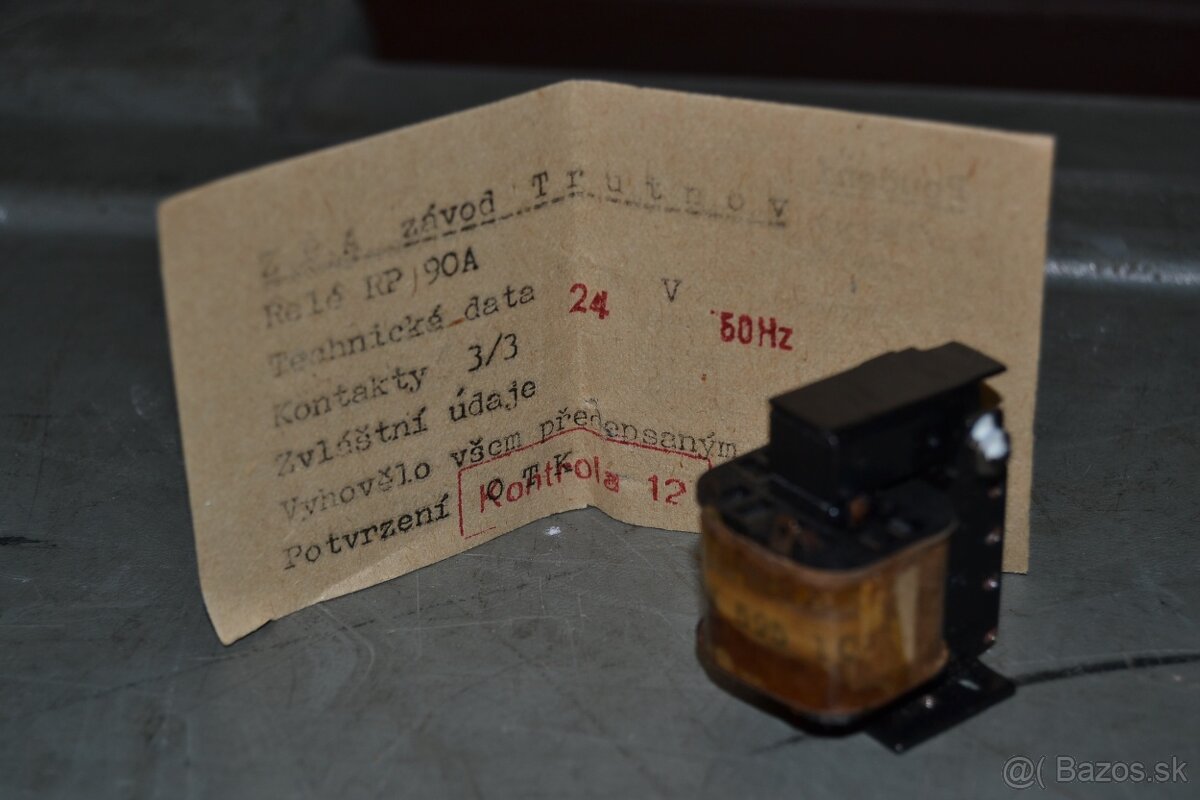 Z P A závod Trutnov
Relé RP 90A
Technická data 24 V 50Hz
Kontakty 3/3
Zvláštní údaje
Vyhovělo všem předepsaným
Potvrzení O T K
Kontrola 12
@( Bazos.sk